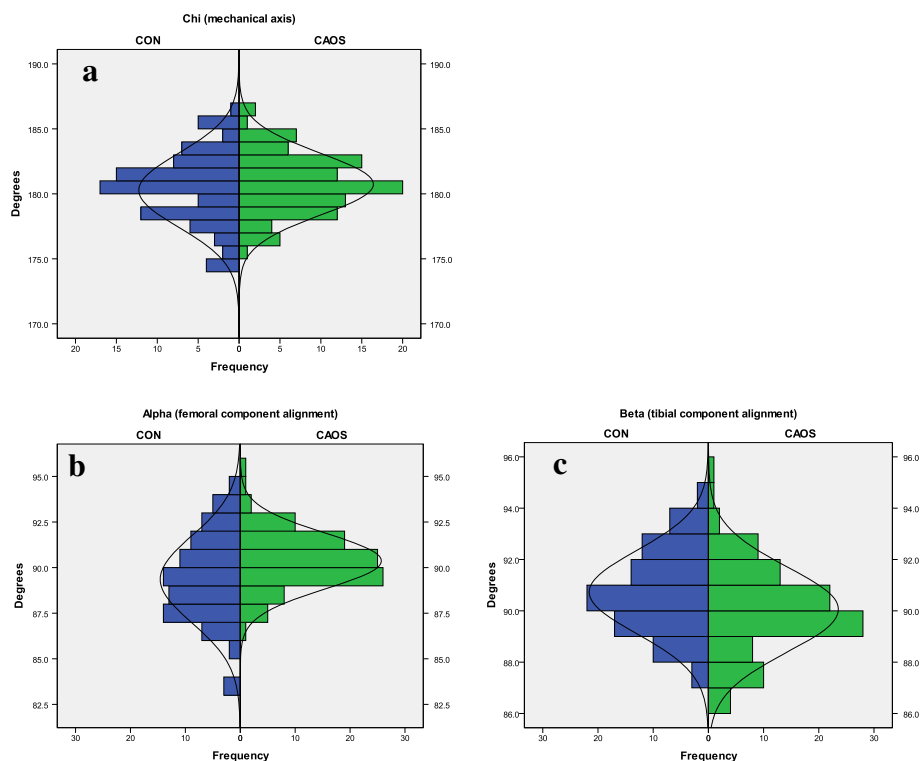 Chi (mechanical axis)
CON CAOS
a
190.0 190.0
185.0 185.0
Degrees
180.0 180.0
175.0 175.0
170.0 170.0
20 15 10 5 0 0 5 10 15 20
Frequency
Alpha (femoral component alignment)
CON CAOS
b
95.0 95.0
92.5 92.5
Degrees
90.0 90.0
87.5 87.5
85.0 85.0
82.5 82.5
30 20 10 0 0 10 20 30
Frequency
Beta (tibial component alignment)
CON CAOS
c
96.0 96.0
94.0 94.0
92.0 92.0
Degrees
90.0 90.0
88.0 88.0
86.0 86.0
30 20 10 0 0 10 20 30
Frequency